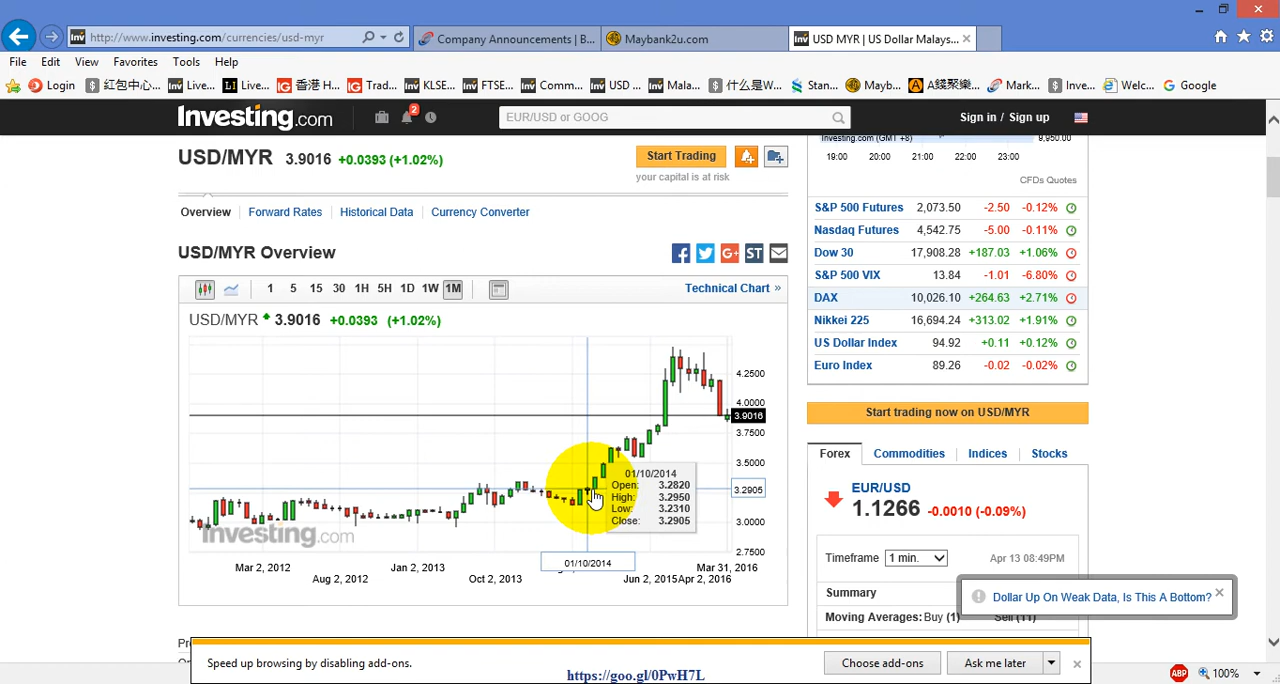 http://www.investing.com/currencies/usd-myr
Company Announcements | B...
Maybank2u.com
USD MYR | US Dollar Malays...
File Edit View Favorites Tools Help
Login 红包中心... Live... Live... 香港 H... Trad... KLSE... FTSE... Comm... USD ... Mala... 什么是W... Stan... Mayb... A錢聚樂... Mark... Inve... Welc... Google
Investing.com
2
EUR/USD or GOOG
Sign in / Sign up
USD/MYR 3.9016 +0.0393 (+1.02%)
Start Trading
your capital is at risk
Overview Forward Rates Historical Data Currency Converter
USD/MYR Overview
1 5 15 30 1H 5H 1D 1W 1M
Technical Chart »
USD/MYR 3.9016 +0.0393 (+1.02%)
4.2500
4.0000
3.9016
3.7500
3.5000
3.2905
3.0000
2.7500
01/10/2014
Open: 3.2820
High: 3.2950
Low: 3.2310
Close: 3.2905
Investing.com
01/10/2014
Mar 2, 2012 Jan 2, 2013 Mar 31, 2016
Aug 2, 2012 Oct 2, 2013 Jun 2, 2015 Apr 2, 2016
Investing.com (GMT +8)
9,950.00
19:00 20:00 21:00 22:00 23:00
CFDs Quotes
S&P 500 Futures 2,073.50 -2.50 -0.12%
Nasdaq Futures 4,542.75 -5.00 -0.11%
Dow 30 17,908.28 +187.03 +1.06%
S&P 500 VIX 13.84 -1.01 -6.80%
DAX 10,026.10 +264.63 +2.71%
Nikkei 225 16,694.24 +313.02 +1.91%
US Dollar Index 94.92 +0.11 +0.12%
Euro Index 89.26 -0.02 -0.02%
Start trading now on USD/MYR
Forex Commodities Indices Stocks
EUR/USD
1.1266 -0.0010 (-0.09%)
Timeframe 1 min. Apr 13 08:49PM
Summary
Moving Averages: Buy (1) Sell (11)
Dollar Up On Weak Data, Is This A Bottom?
Speed up browsing by disabling add-ons.
Choose add-ons
Ask me later
https://goo.gl/0PwH7L
ABP
100%